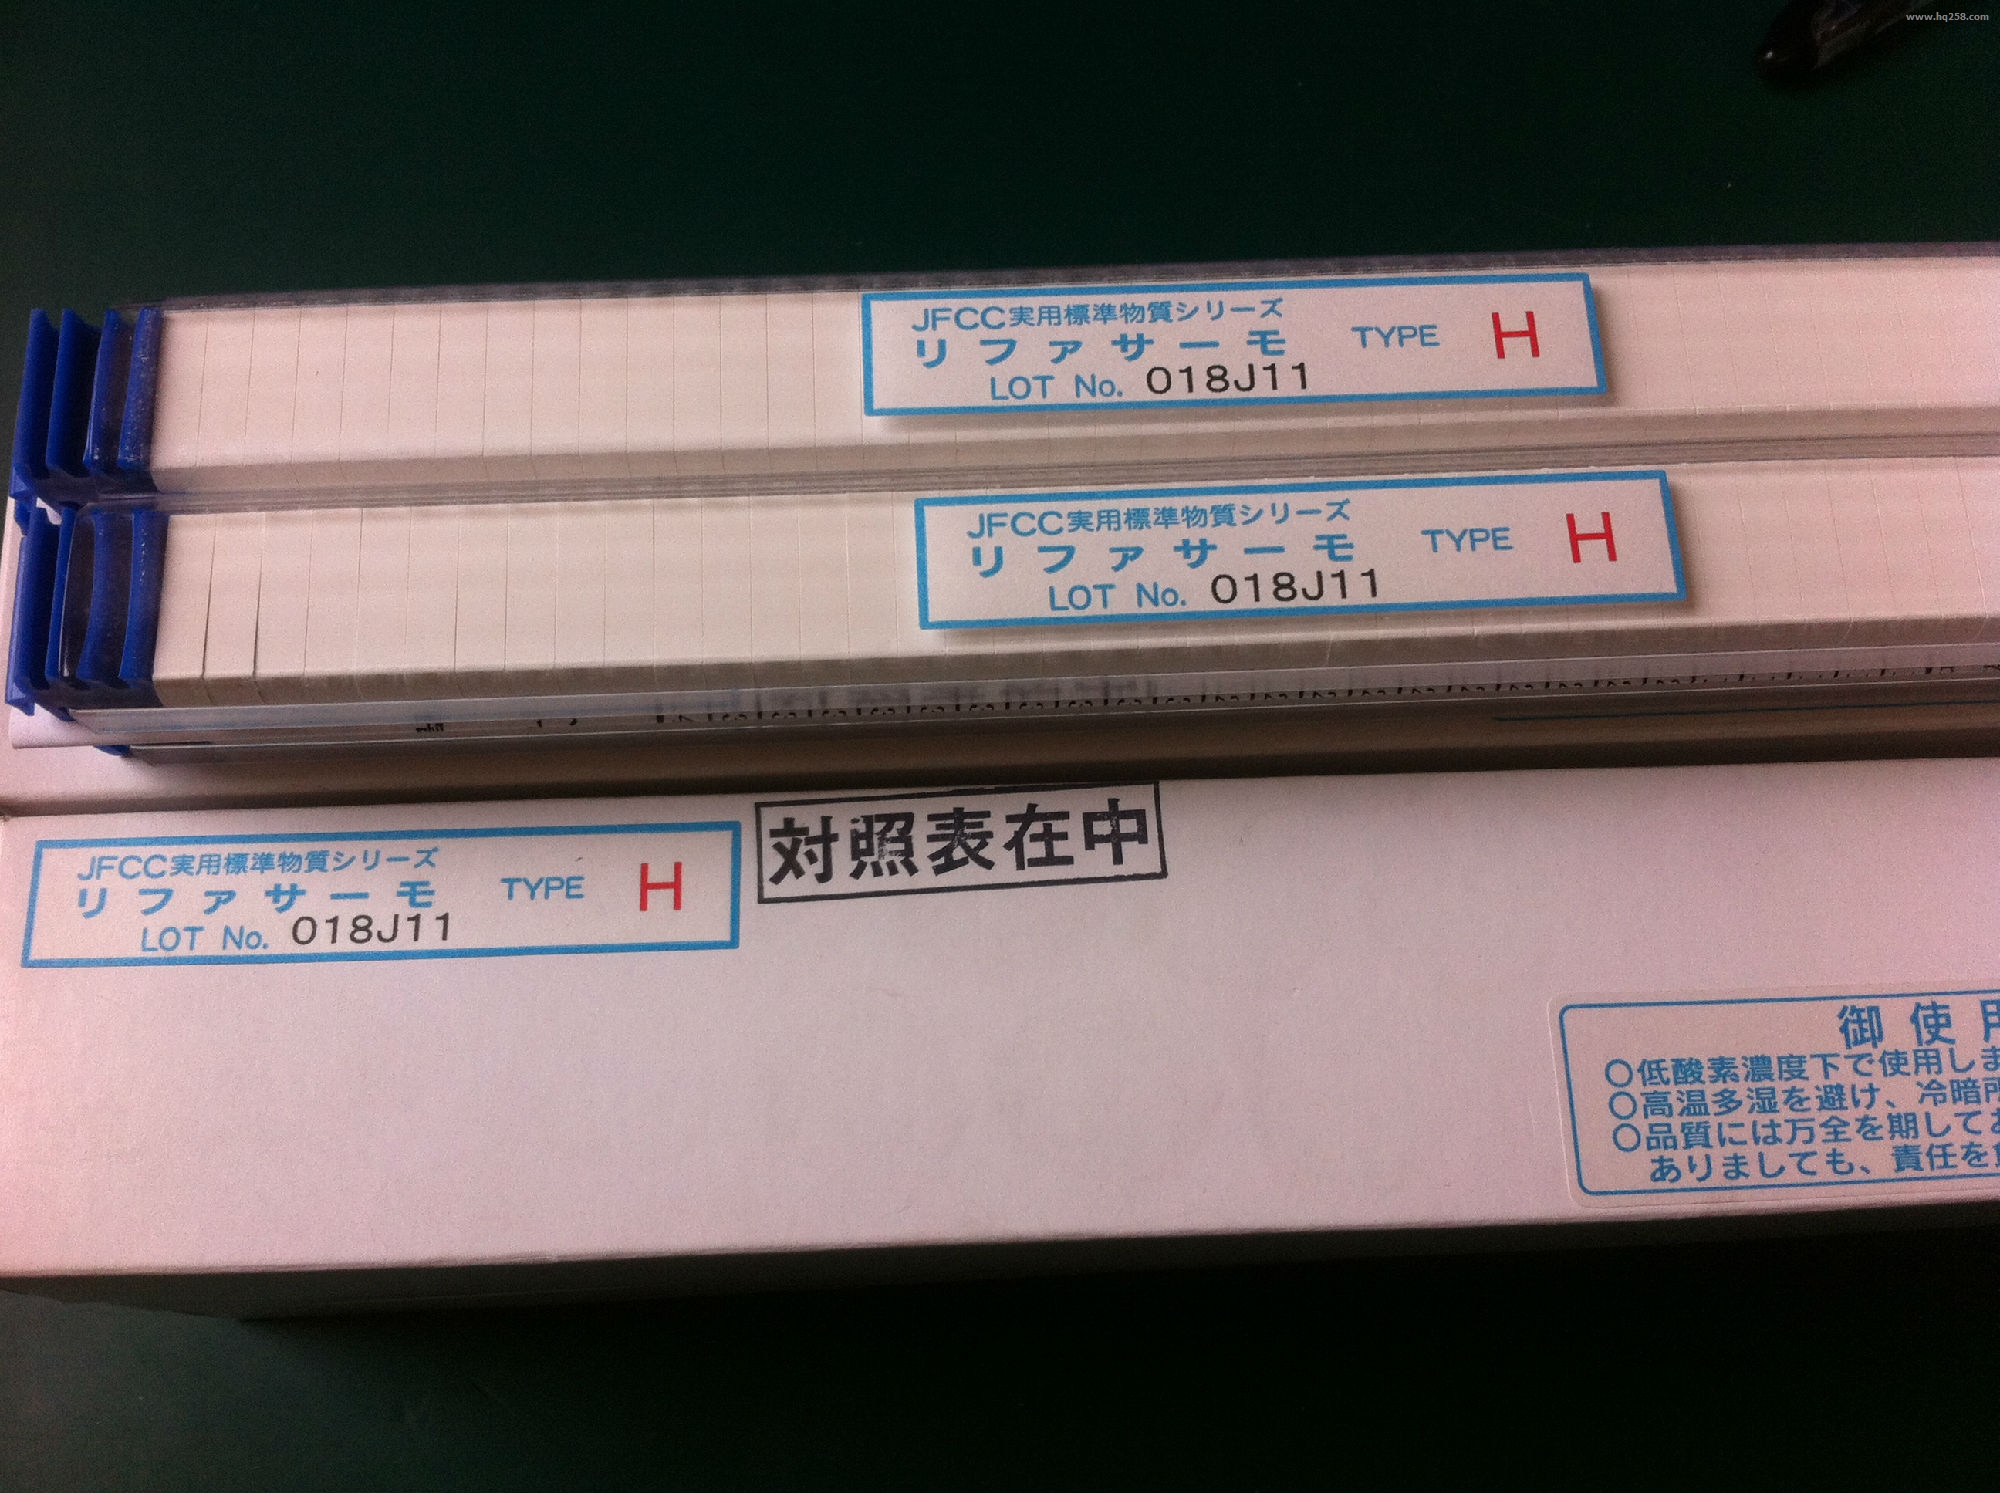 www.hq258.com
JFCC実用標準物質シリーズ
リファサーモ TYPE H
LOT No. 018J11
JFCC実用標準物質シリーズ
リファサーモ TYPE H
LOT No. 018J11
対照表在中
JFCC実用標準物質シリーズ
リファサーモ TYPE H
LOT No. 018J11
御使用
○低酸素濃度下で使用しま
○高温多湿を避け、冷暗所
○品質には万全を期してお
ありましても、責任を